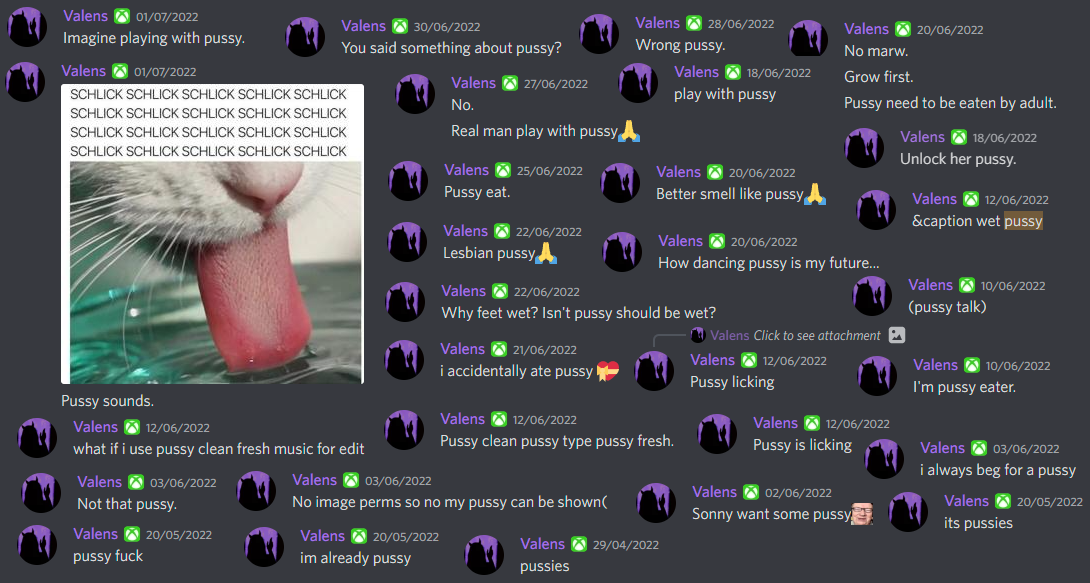 Valens 01/07/2022
Imagine playing with pussy.
Valens 30/06/2022
You said something about pussy?
Valens 28/06/2022
Wrong pussy.
Valens 20/06/2022
No marw.
Grow first.
Pussy need to be eaten by adult.
Valens 01/07/2022
SCHLICK SCHLICK SCHLICK SCHLICK SCHLICK
SCHLICK SCHLICK SCHLICK SCHLICK SCHLICK
SCHLICK SCHLICK SCHLICK SCHLICK SCHLICK
SCHLICK SCHLICK SCHLICK SCHLICK SCHLICK
Pussy sounds.
Valens 27/06/2022
No.
Real man play with pussy🙏
Valens 18/06/2022
play with pussy
Valens 18/06/2022
Unlock her pussy.
Valens 25/06/2022
Pussy eat.
Valens 20/06/2022
Better smell like pussy🙏
Valens 12/06/2022
&caption wet pussy
Valens 22/06/2022
Lesbian pussy🙏
Valens 20/06/2022
How dancing pussy is my future...
Valens 22/06/2022
Why feet wet? Isn't pussy should be wet?
Valens 10/06/2022
(pussy talk)
Valens 21/06/2022
i accidentally ate pussy 💝
Valens Click to see attachment
Valens 12/06/2022
Pussy licking
Valens 10/06/2022
I'm pussy eater.
Valens 12/06/2022
what if i use pussy clean fresh music for edit
Valens 12/06/2022
Pussy clean pussy type pussy fresh.
Valens 12/06/2022
Pussy is licking
Valens 03/06/2022
i always beg for a pussy
Valens 03/06/2022
Not that pussy.
Valens 03/06/2022
No image perms so no my pussy can be shown(
Valens 02/06/2022
Sonny want some pussy
Valens 20/05/2022
its pussies
Valens 20/05/2022
pussy fuck
Valens 20/05/2022
im already pussy
Valens 29/04/2022
pussies